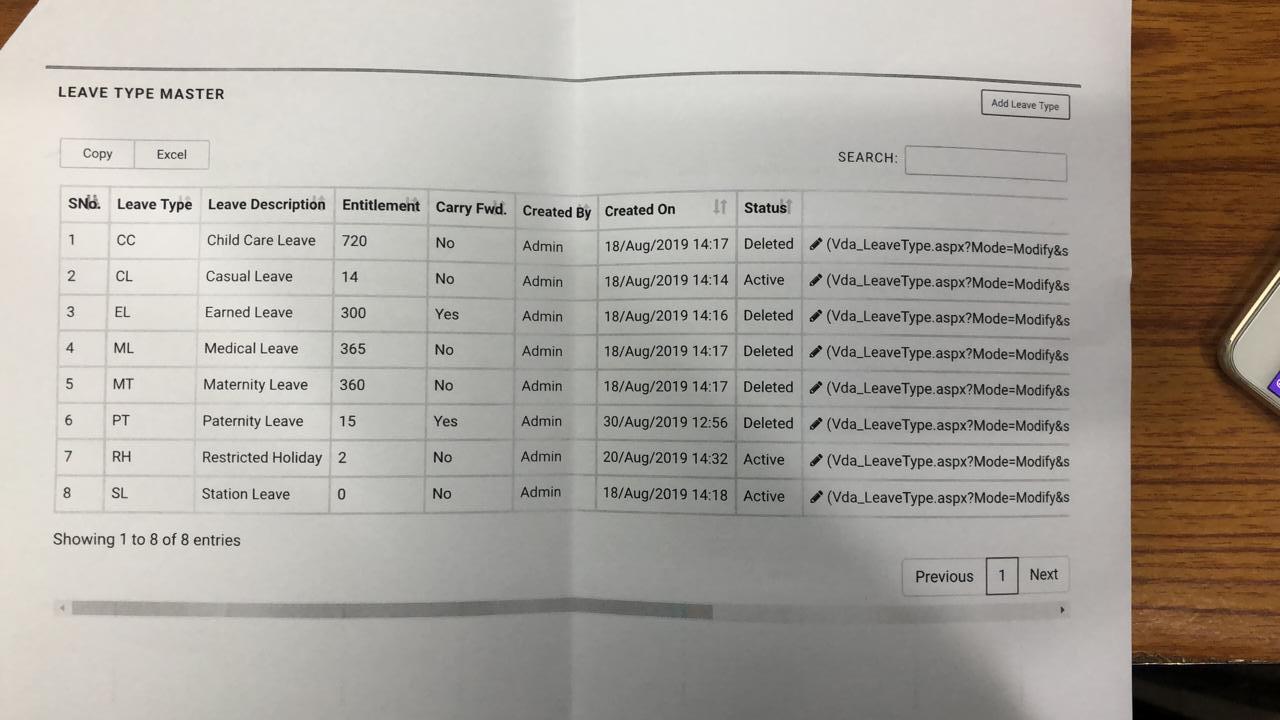 LEAVE TYPE MASTER
Add Leave Type
Copy Excel
SEARCH:
SNo. Leave Type Leave Description Entitlement Carry Fwd. Created By Created On Status
1 CC Child Care Leave 720 No Admin 18/Aug/2019 14:17 Deleted (Vda_LeaveType.aspx?Mode=Modify&s
2 CL Casual Leave 14 No Admin 18/Aug/2019 14:14 Active (Vda_LeaveType.aspx?Mode=Modify&s
3 EL Earned Leave 300 Yes Admin 18/Aug/2019 14:16 Deleted (Vda_LeaveType.aspx?Mode=Modify&s
4 ML Medical Leave 365 No Admin 18/Aug/2019 14:17 Deleted (Vda_LeaveType.aspx?Mode=Modify&s
5 MT Maternity Leave 360 No Admin 18/Aug/2019 14:17 Deleted (Vda_LeaveType.aspx?Mode=Modify&s
6 PT Paternity Leave 15 Yes Admin 30/Aug/2019 12:56 Deleted (Vda_LeaveType.aspx?Mode=Modify&s
7 RH Restricted Holiday 2 No Admin 20/Aug/2019 14:32 Active (Vda_LeaveType.aspx?Mode=Modify&s
8 SL Station Leave 0 No Admin 18/Aug/2019 14:18 Active (Vda_LeaveType.aspx?Mode=Modify&s
Showing 1 to 8 of 8 entries
Previous 1 Next